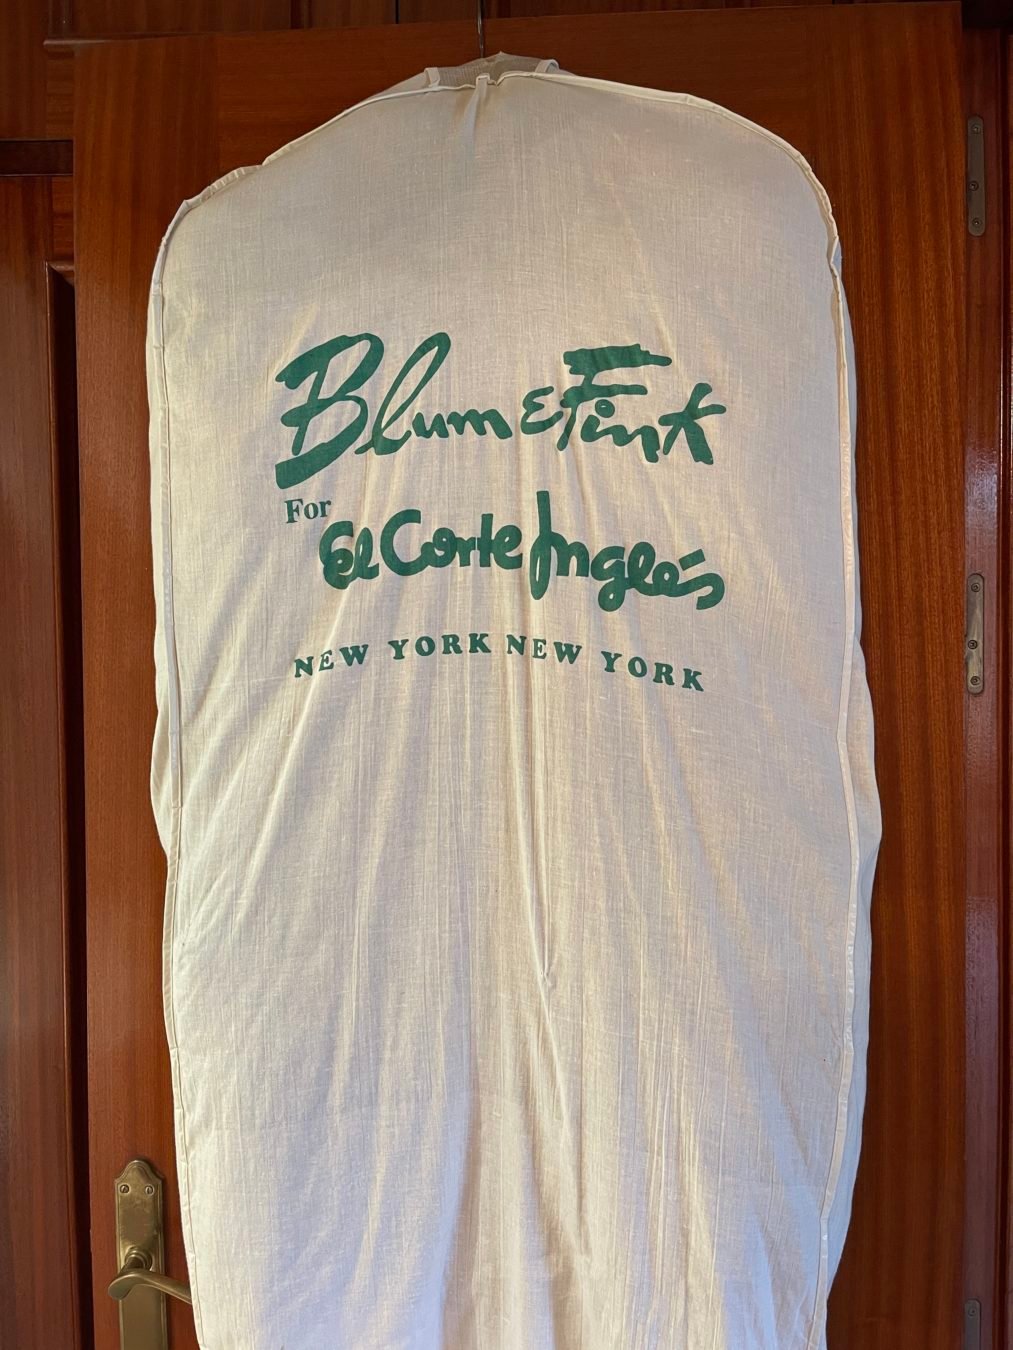 Blum & Fink
For
El Corte Inglés
NEW YORK NEW YORK